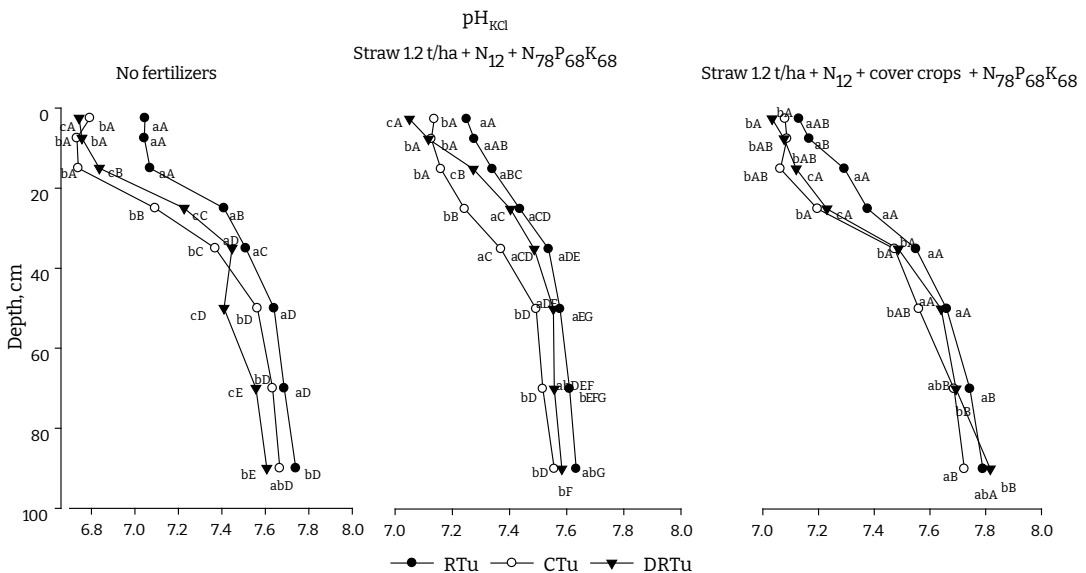 pH_KCl
No fertilizers
Straw 1.2 t/ha + N12 + N78P68K68
Straw 1.2 t/ha + N12 + cover crops + N78P68K68
Depth, cm
0
20
40
60
80
100
cA
bA
aA
bA
bA
aA
bA
cB
aA
bB
cC
aB
bC
aD
aC
cD
bD
aD
cE
bD
aD
bE
abD
bD
6.8 7.0 7.2 7.4 7.6 7.8 8.0
cA
bA
aA
bA
bA
aAB
bA
cB
aBC
bB
aC
aCD
aC
aCD
aDE
bD
aDE
aEG
bD
abDEF
bEFG
bD
bF
abG
7.0 7.2 7.4 7.6 7.8 8.0
bA
bA
aAB
bAB
aB
bAB
bAB
cA
aA
bA
cA
aA
bA
bA
aA
bAB
aA
aA
abB
bB
aB
aB
abA
bB
7.0 7.2 7.4 7.6 7.8 8.0
RTu CTu DRTu